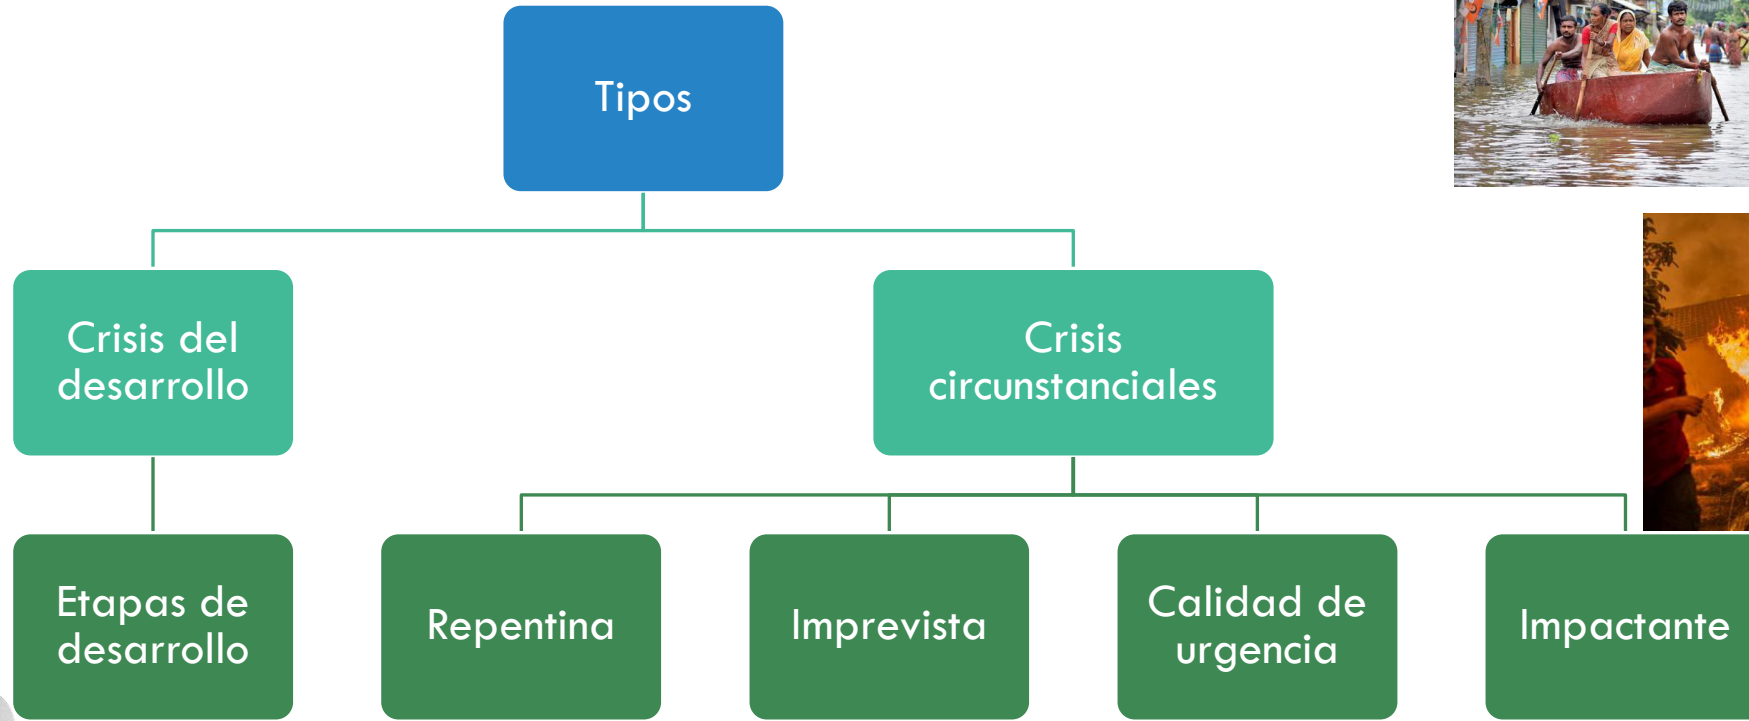 Tipos
Crisis del
desarrollo
Crisis
circunstanciales
Etapas de
desarrollo
Repentina
Imprevista
Calidad de
urgencia
Impactante